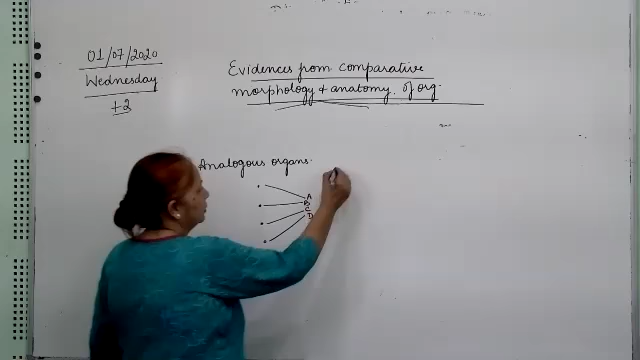 01/07/2020
Wednesday
+2
Evidences from comparative
morphology & anatomy of org.
Analogous organs.
A
B
C
D